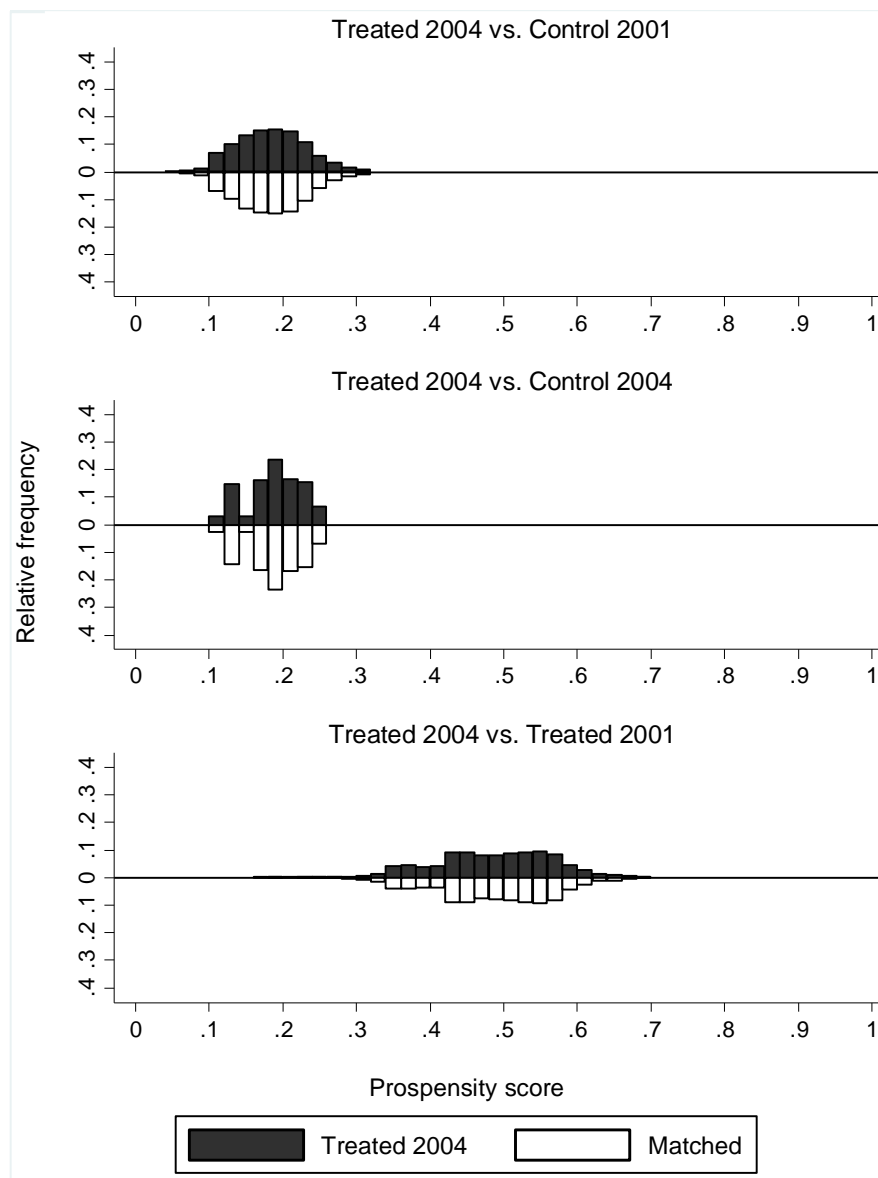 Treated 2004 vs. Control 2001
.4 .3 .2 .1 0 .1 .2 .3 .4
0 .1 .2 .3 .4 .5 .6 .7 .8 .9 1
Treated 2004 vs. Control 2004
.4 .3 .2 .1 0 .1 .2 .3 .4
0 .1 .2 .3 .4 .5 .6 .7 .8 .9 1
Relative frequency
Treated 2004 vs. Treated 2001
.4 .3 .2 .1 0 .1 .2 .3 .4
0 .1 .2 .3 .4 .5 .6 .7 .8 .9 1
Prospensity score
Treated 2004 Matched